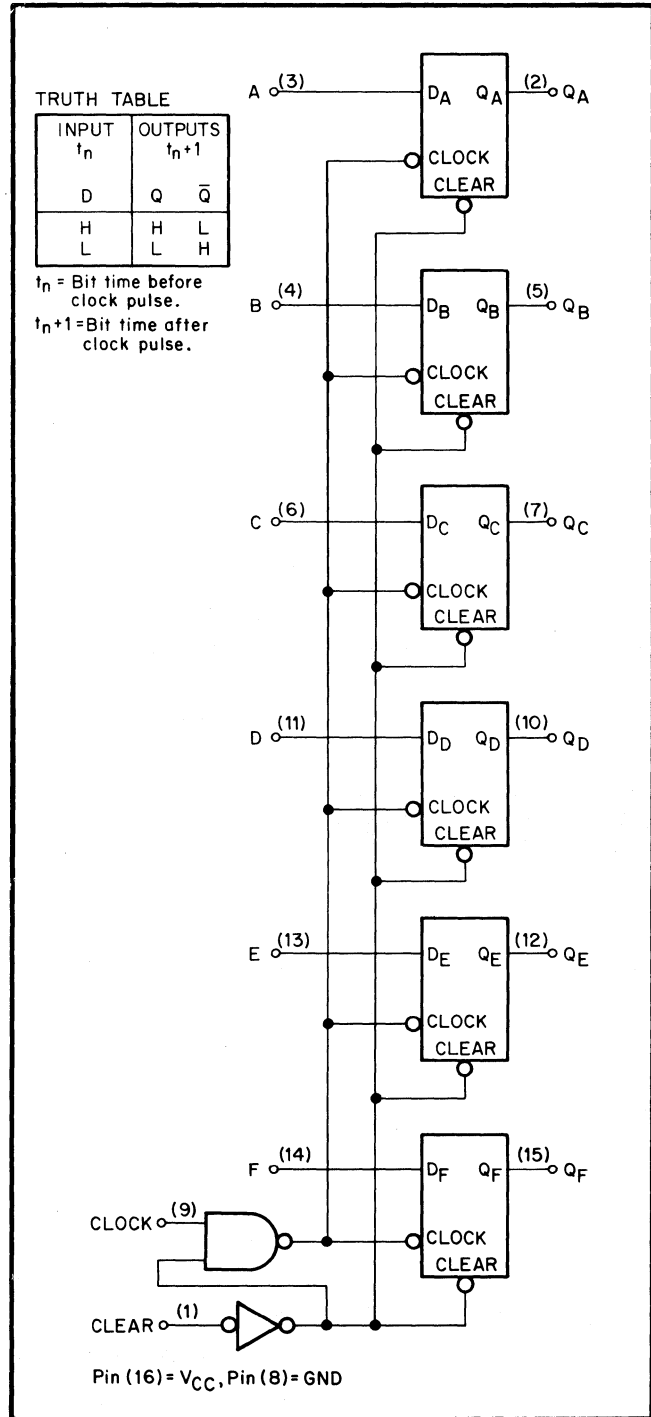 TRUTH TABLE
INPUT OUTPUTS
tn tn+1
D Q Q̄
H H L
L L H
tn = Bit time before
clock pulse.
tn+1 = Bit time after
clock pulse.
A (3) DA QA (2) QA
CLOCK
CLEAR
B (4) DB QB (5) QB
CLOCK
CLEAR
C (6) DC QC (7) QC
CLOCK
CLEAR
D (11) DD QD (10) QD
CLOCK
CLEAR
E (13) DE QE (12) QE
CLOCK
CLEAR
F (14) DF QF (15) QF
CLOCK (9) CLOCK
CLEAR
CLEAR (1)
Pin (16) = VCC, Pin (8) = GND